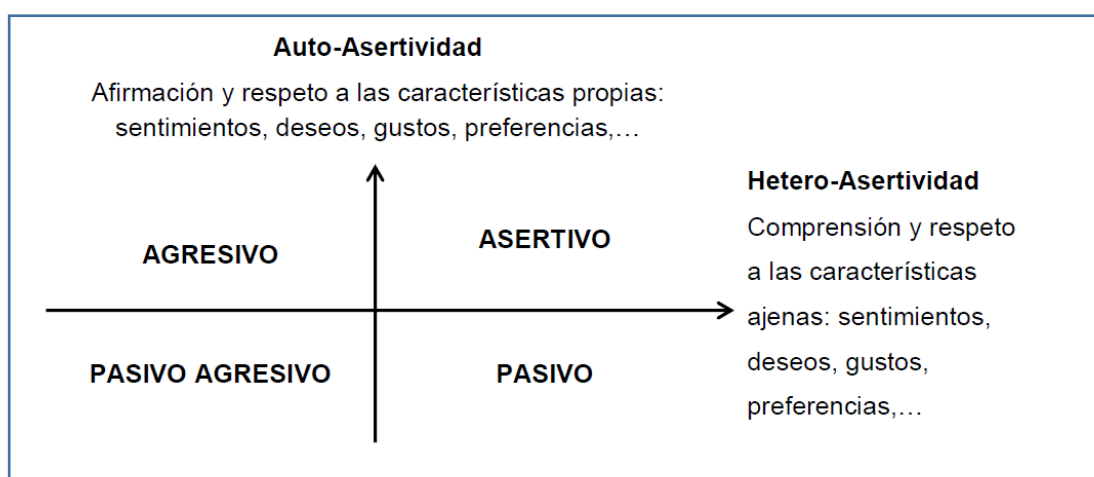 Auto-Asertividad
Afirmación y respeto a las características propias:
sentimientos, deseos, gustos, preferencias,…
Hetero-Asertividad
Comprensión y respeto
a las características
ajenas: sentimientos,
deseos, gustos,
preferencias,…
AGRESIVO
ASERTIVO
PASIVO AGRESIVO
PASIVO